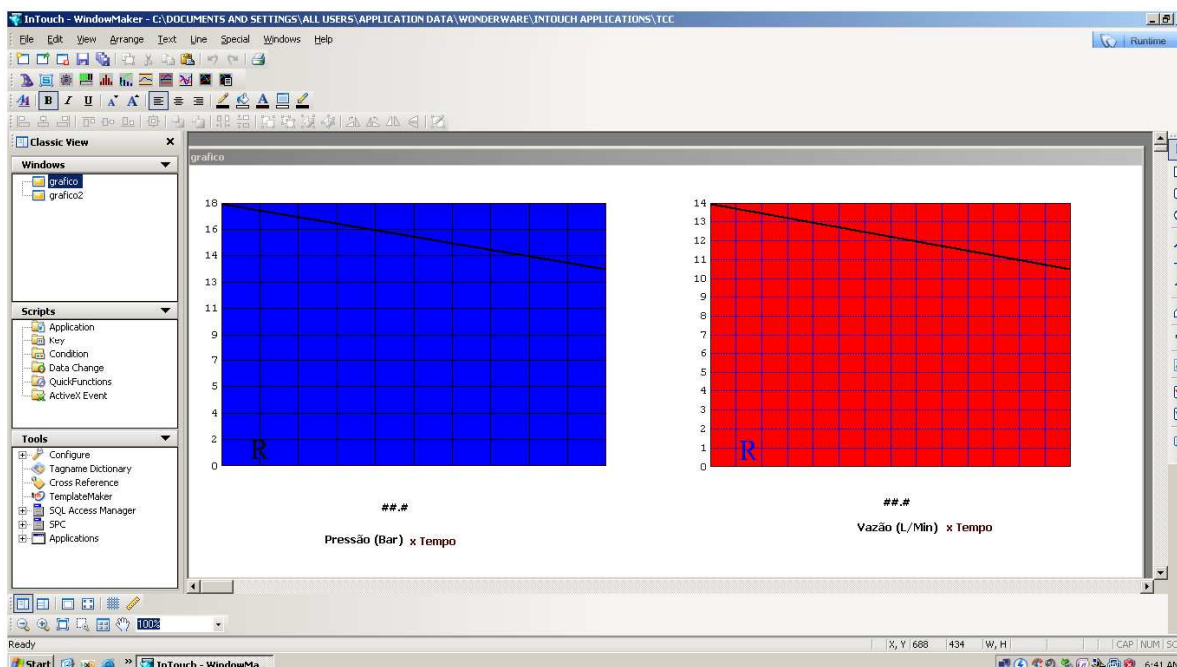 InTouch - WindowMaker - C:\DOCUMENTS AND SETTINGS\ALL USERS\APPLICATION DATA\WONDERWARE\INTOUCH APPLICATIONS\TCC
File Edit View Arrange Text Line Special Windows Help
Runtime
B I U A A A
Classic View
Windows
grafico
grafico2
Scripts
Application
Key
Condition
Data Change
QuickFunctions
ActiveX Event
Tools
Configure
Tagname Dictionary
Cross Reference
TemplateMaker
SQL Access Manager
SPC
Applications
grafico
18
16
14
13
11
9
7
5
4
2
0
R
##.#
Pressão (Bar) x Tempo
14
13
12
11
10
9
8
7
6
5
4
3
2
1
0
R
##.#
Vazão (L/Min) x Tempo
100%
Ready
X, Y 688 434 W, H CAP NUM SC
Start » InTouch - WindowMa... 6:41 AM